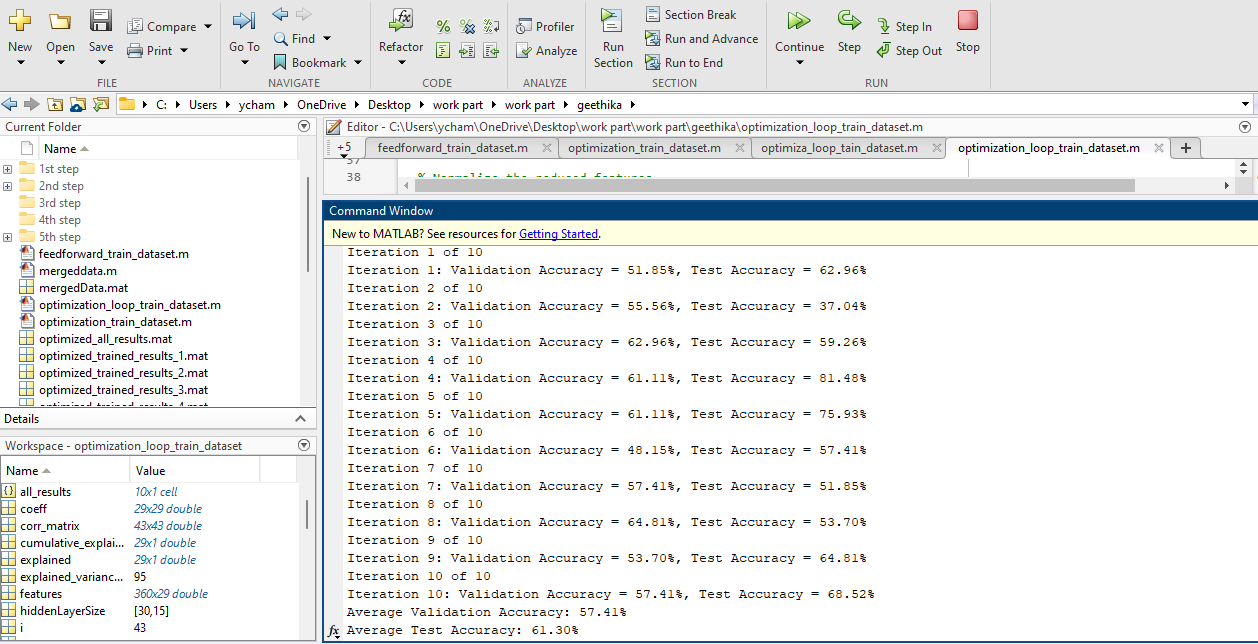 New
Open
Save
Compare
Print
FILE
Go To
Find
Bookmark
NAVIGATE
Refactor
CODE
Profiler
Analyze
ANALYZE
Run Section
Section Break
Run and Advance
Run to End
SECTION
Continue
Step
Step In
Step Out
Stop
RUN
C: Users ycham OneDrive Desktop work part work part geethika
Current Folder
Name
1st step
2nd step
3rd step
4th step
5th step
feedforward_train_dataset.m
mergeddata.m
mergedData.mat
optimization_loop_train_dataset.m
optimization_train_dataset.m
optimized_all_results.mat
optimized_trained_results_1.mat
optimized_trained_results_2.mat
optimized_trained_results_3.mat
Details
Workspace - optimization_loop_train_dataset
Name Value
all_results 10x1 cell
coeff 29x29 double
corr_matrix 43x43 double
cumulative_explai... 29x1 double
explained 29x1 double
explained_varianc... 95
features 360x29 double
hiddenLayerSize [30,15]
i 43
Editor - C:\Users\ycham\OneDrive\Desktop\work part\work part\geethika\optimization_loop_train_dataset.m
+5 feedforward_train_dataset.m optimization_train_dataset.m optimiza_loop_tain_dataset.m optimization_loop_train_dataset.m
37
38 % Normalize the reduced features
Command Window
New to MATLAB? See resources for Getting Started.
Iteration 1 of 10
Iteration 1: Validation Accuracy = 51.85%, Test Accuracy = 62.96%
Iteration 2 of 10
Iteration 2: Validation Accuracy = 55.56%, Test Accuracy = 37.04%
Iteration 3 of 10
Iteration 3: Validation Accuracy = 62.96%, Test Accuracy = 59.26%
Iteration 4 of 10
Iteration 4: Validation Accuracy = 61.11%, Test Accuracy = 81.48%
Iteration 5 of 10
Iteration 5: Validation Accuracy = 61.11%, Test Accuracy = 75.93%
Iteration 6 of 10
Iteration 6: Validation Accuracy = 48.15%, Test Accuracy = 57.41%
Iteration 7 of 10
Iteration 7: Validation Accuracy = 57.41%, Test Accuracy = 51.85%
Iteration 8 of 10
Iteration 8: Validation Accuracy = 64.81%, Test Accuracy = 53.70%
Iteration 9 of 10
Iteration 9: Validation Accuracy = 53.70%, Test Accuracy = 64.81%
Iteration 10 of 10
Iteration 10: Validation Accuracy = 57.41%, Test Accuracy = 68.52%
Average Validation Accuracy: 57.41%
fx Average Test Accuracy: 61.30%